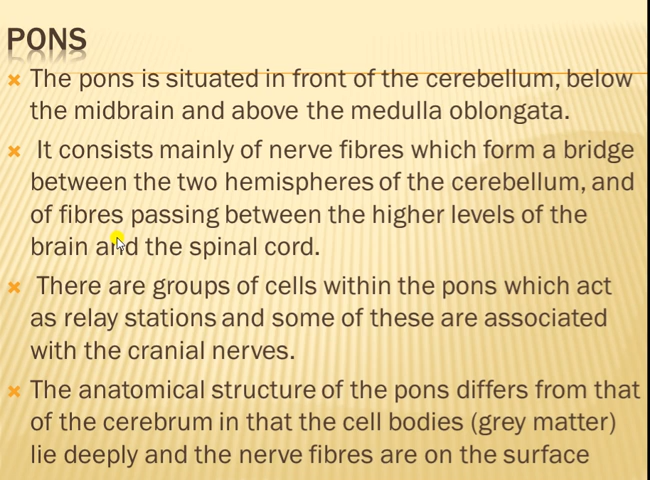 PONS
The pons is situated in front of the cerebellum, below
the midbrain and above the medulla oblongata.
It consists mainly of nerve fibres which form a bridge
between the two hemispheres of the cerebellum, and
of fibres passing between the higher levels of the
brain and the spinal cord.
There are groups of cells within the pons which act
as relay stations and some of these are associated
with the cranial nerves.
The anatomical structure of the pons differs from that
of the cerebrum in that the cell bodies (grey matter)
lie deeply and the nerve fibres are on the surface